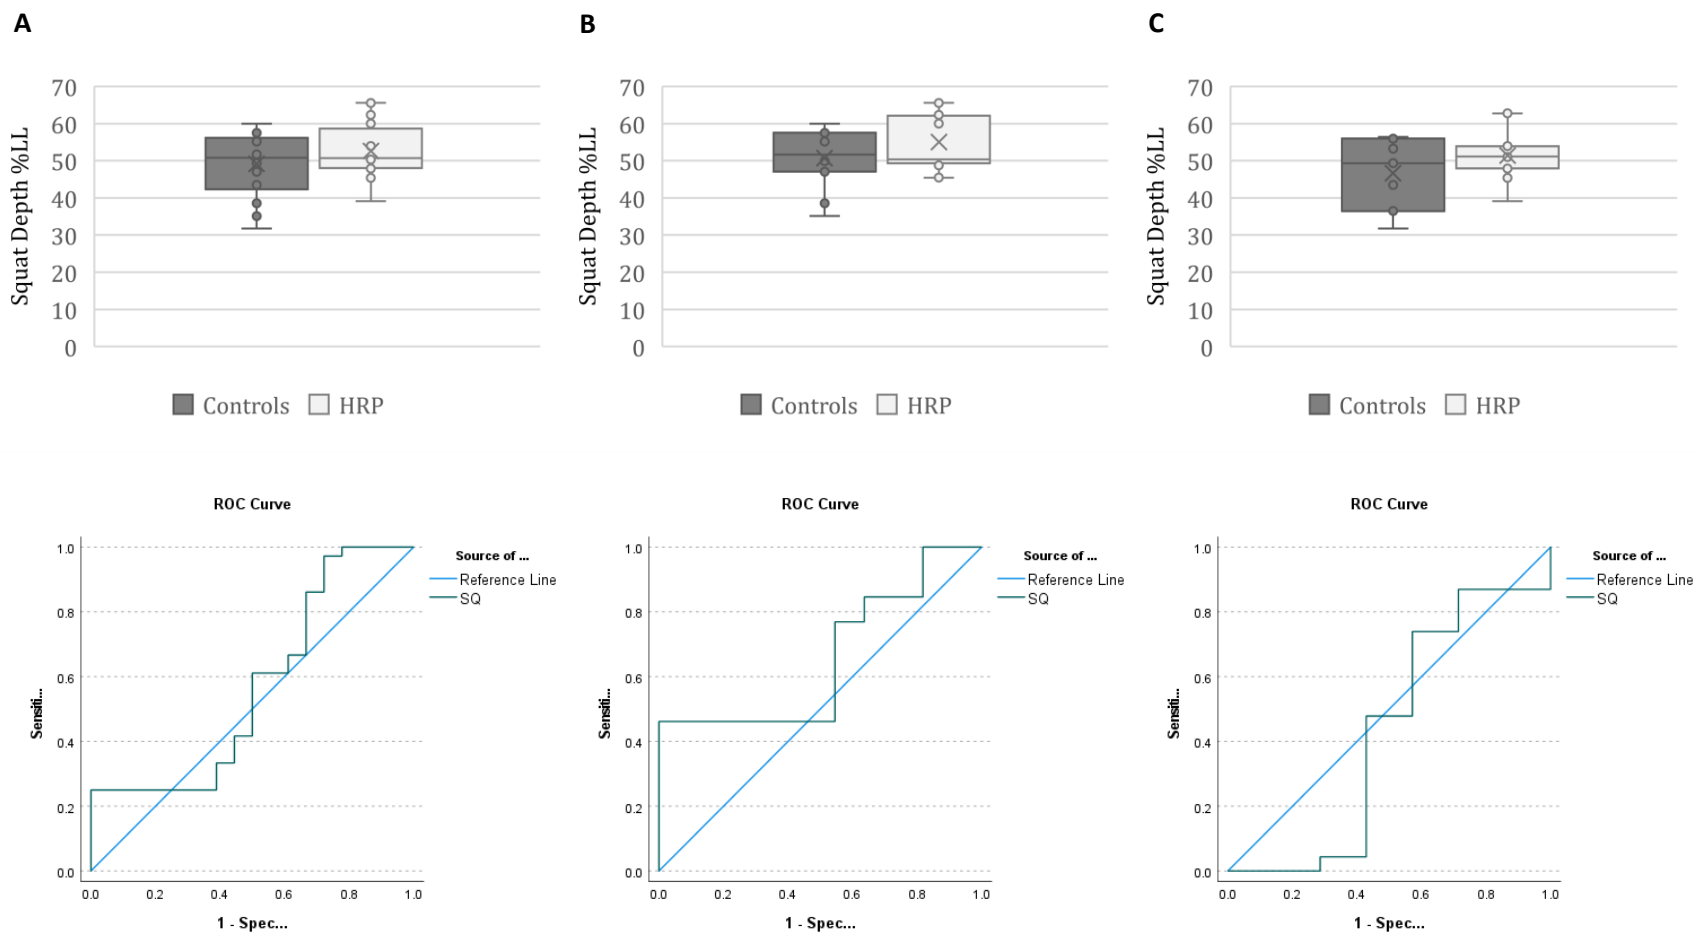 A
B
C
70
60
50
40
30
20
10
0
Squat Depth %LL
Controls HRP
70
60
50
40
30
20
10
0
Squat Depth %LL
Controls HRP
70
60
50
40
30
20
10
0
Squat Depth %LL
Controls HRP
ROC Curve
1.0
0.8
0.6
0.4
0.2
0.0
Sensiti...
0.0 0.2 0.4 0.6 0.8 1.0
1 - Spec...
Source of ...
Reference Line
SQ
ROC Curve
1.0
0.8
0.6
0.4
0.2
0.0
Sensiti...
0.0 0.2 0.4 0.6 0.8 1.0
1 - Spec...
Source of ...
Reference Line
SQ
ROC Curve
1.0
0.8
0.6
0.4
0.2
0.0
Sensiti...
0.0 0.2 0.4 0.6 0.8 1.0
1 - Spec...
Source of ...
Reference Line
SQ